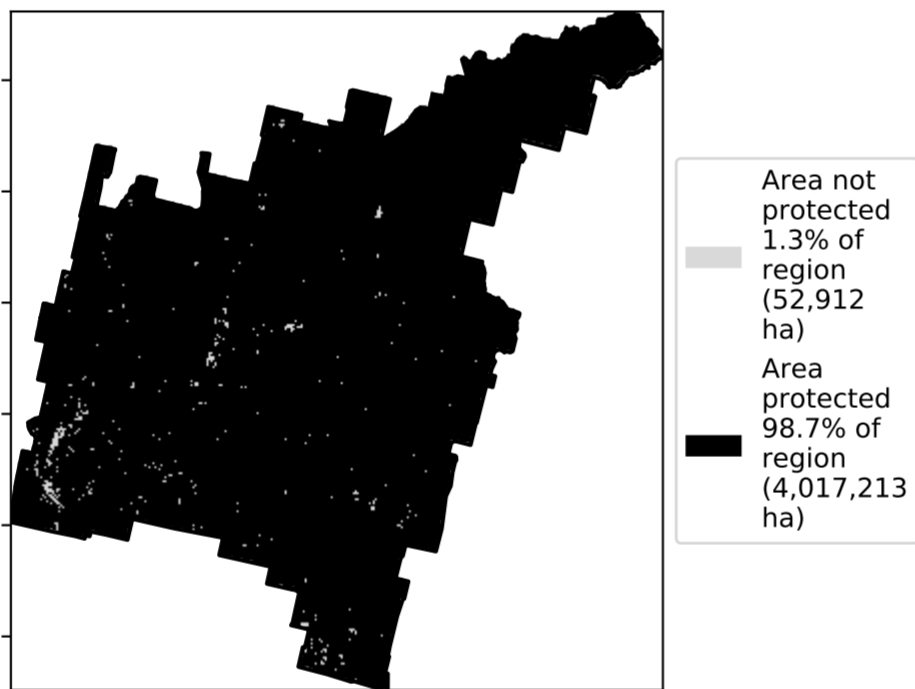 Area not
protected
1.3% of
region
(52,912
ha)
Area
protected
98.7% of
region
(4,017,213
ha)